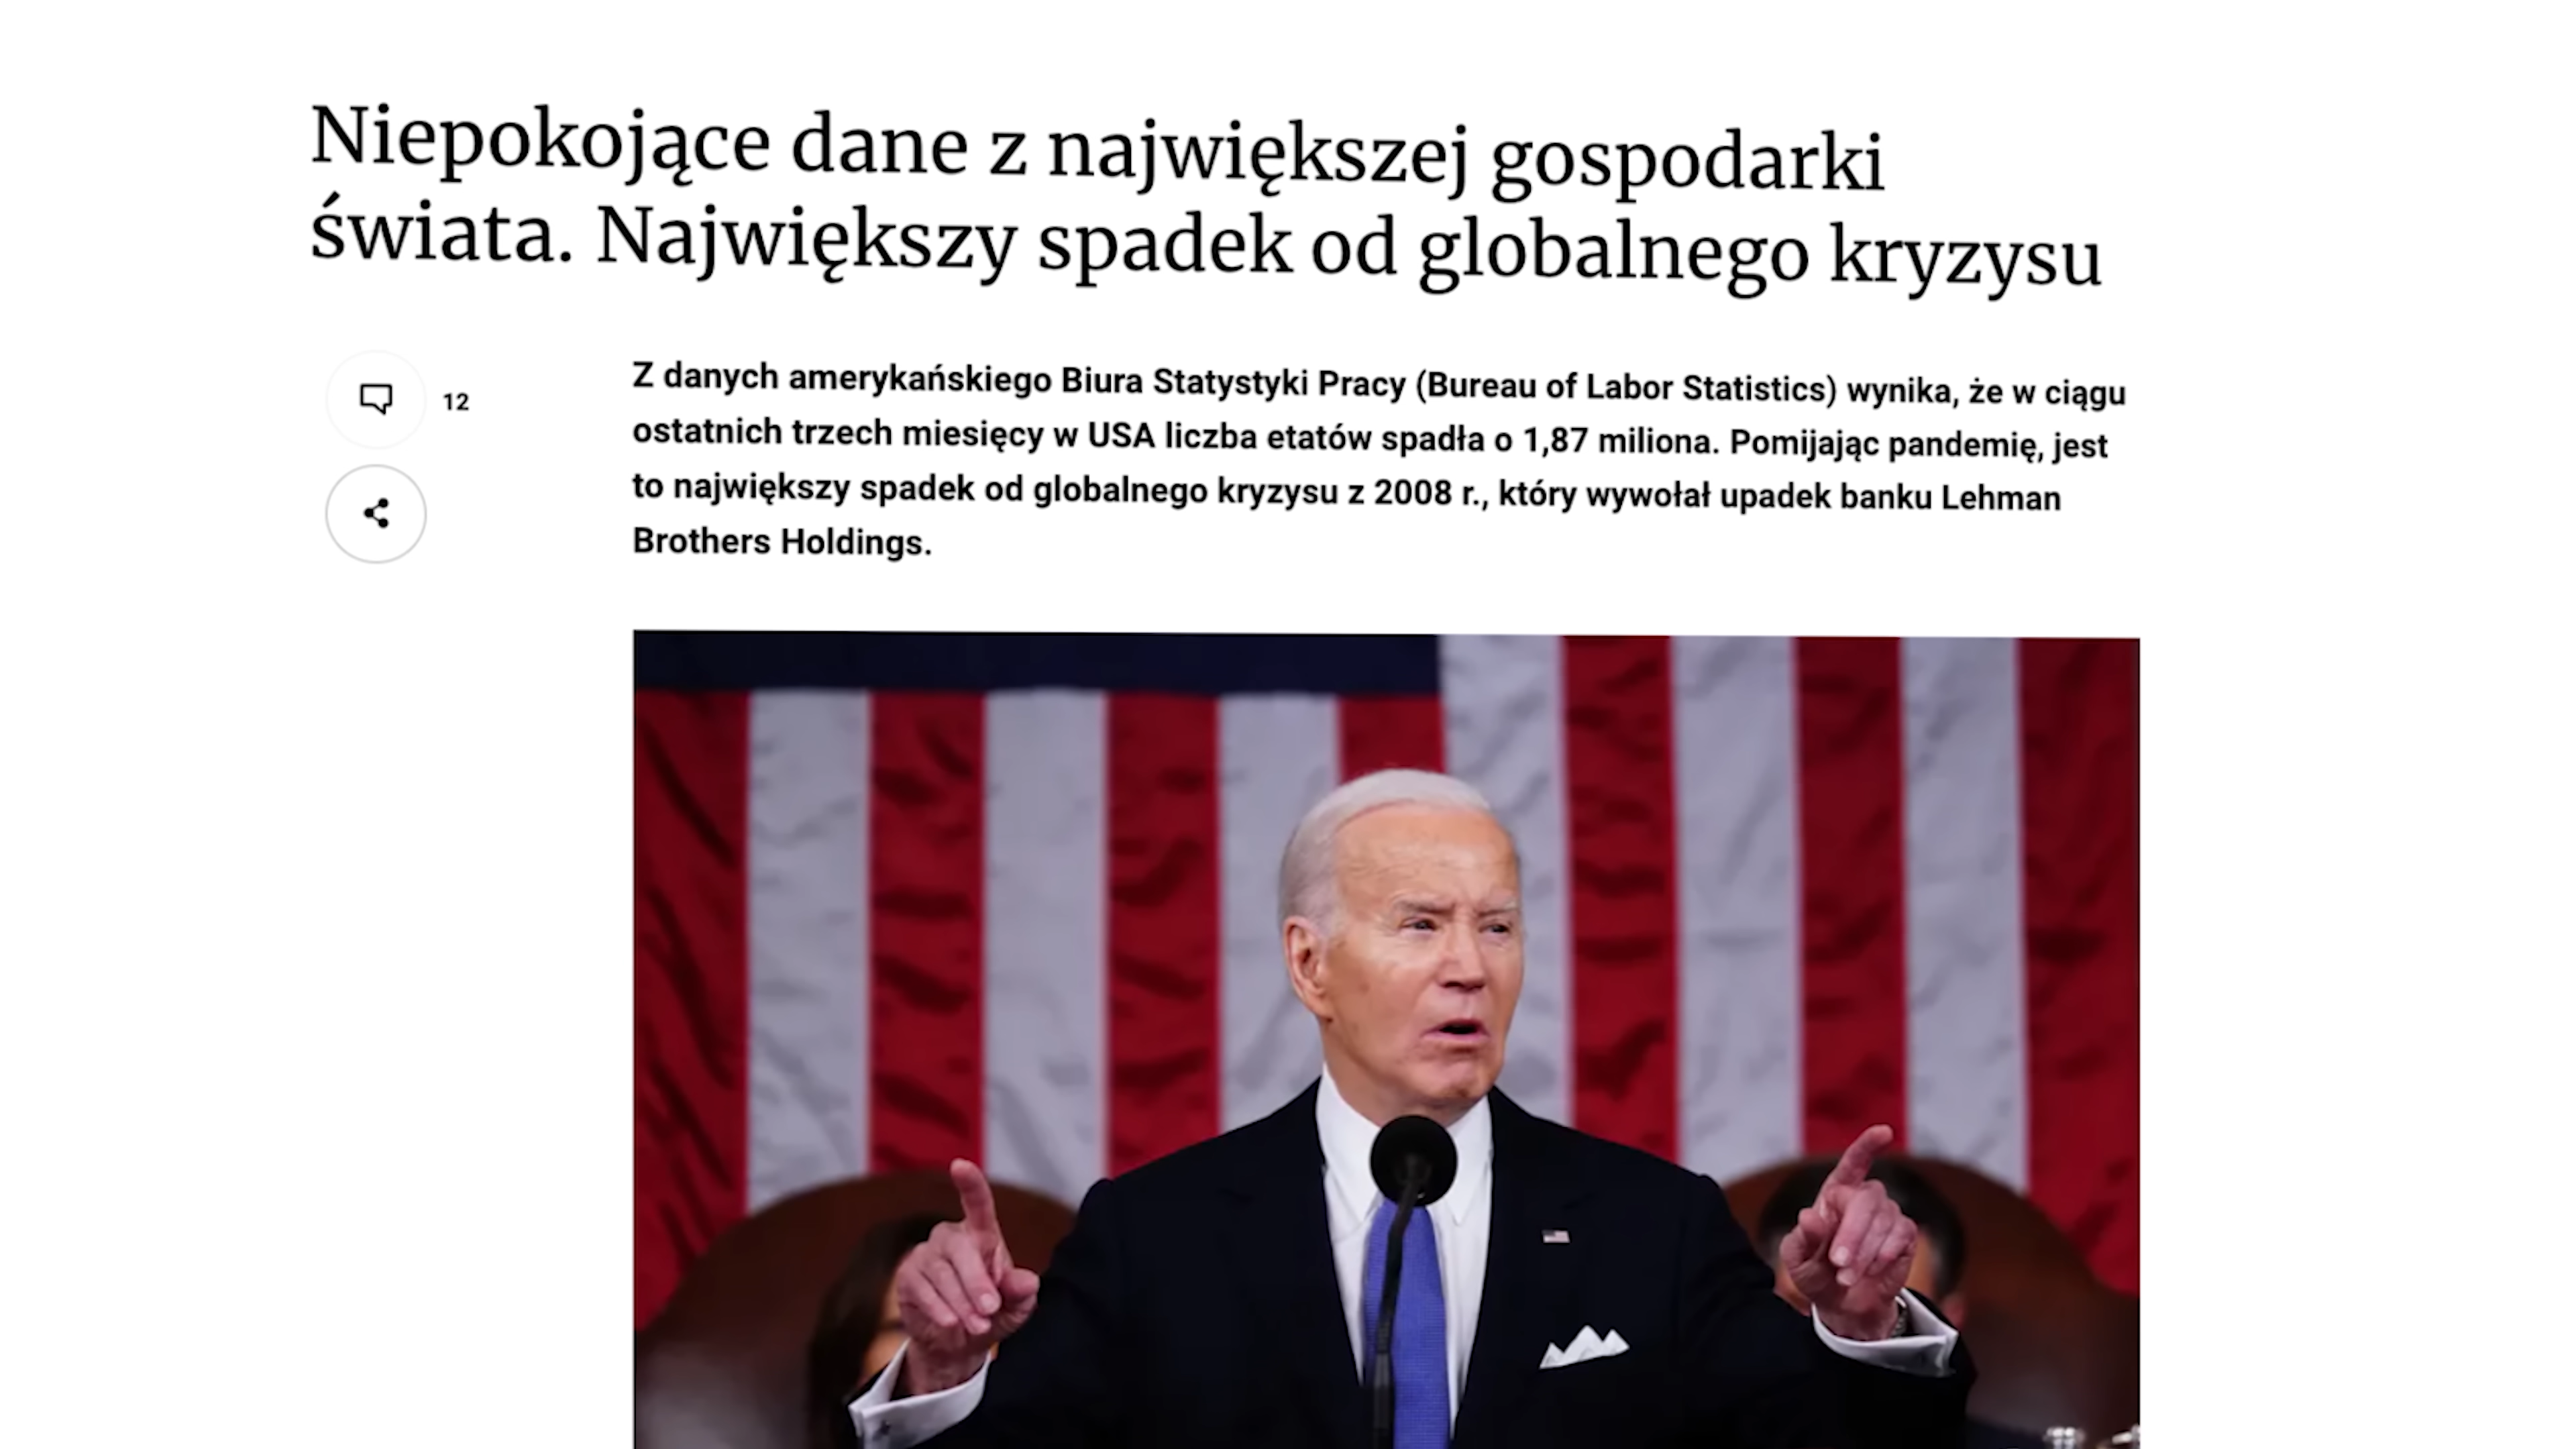 Niepokojące dane z największej gospodarki
świata. Największy spadek od globalnego kryzysu
12
Z danych amerykańskiego Biura Statystyki Pracy (Bureau of Labor Statistics) wynika, że w ciągu
ostatnich trzech miesięcy w USA liczba etatów spadła o 1,87 miliona. Pomijając pandemię, jest
to największy spadek od globalnego kryzysu z 2008 r., który wywołał upadek banku Lehman
Brothers Holdings.